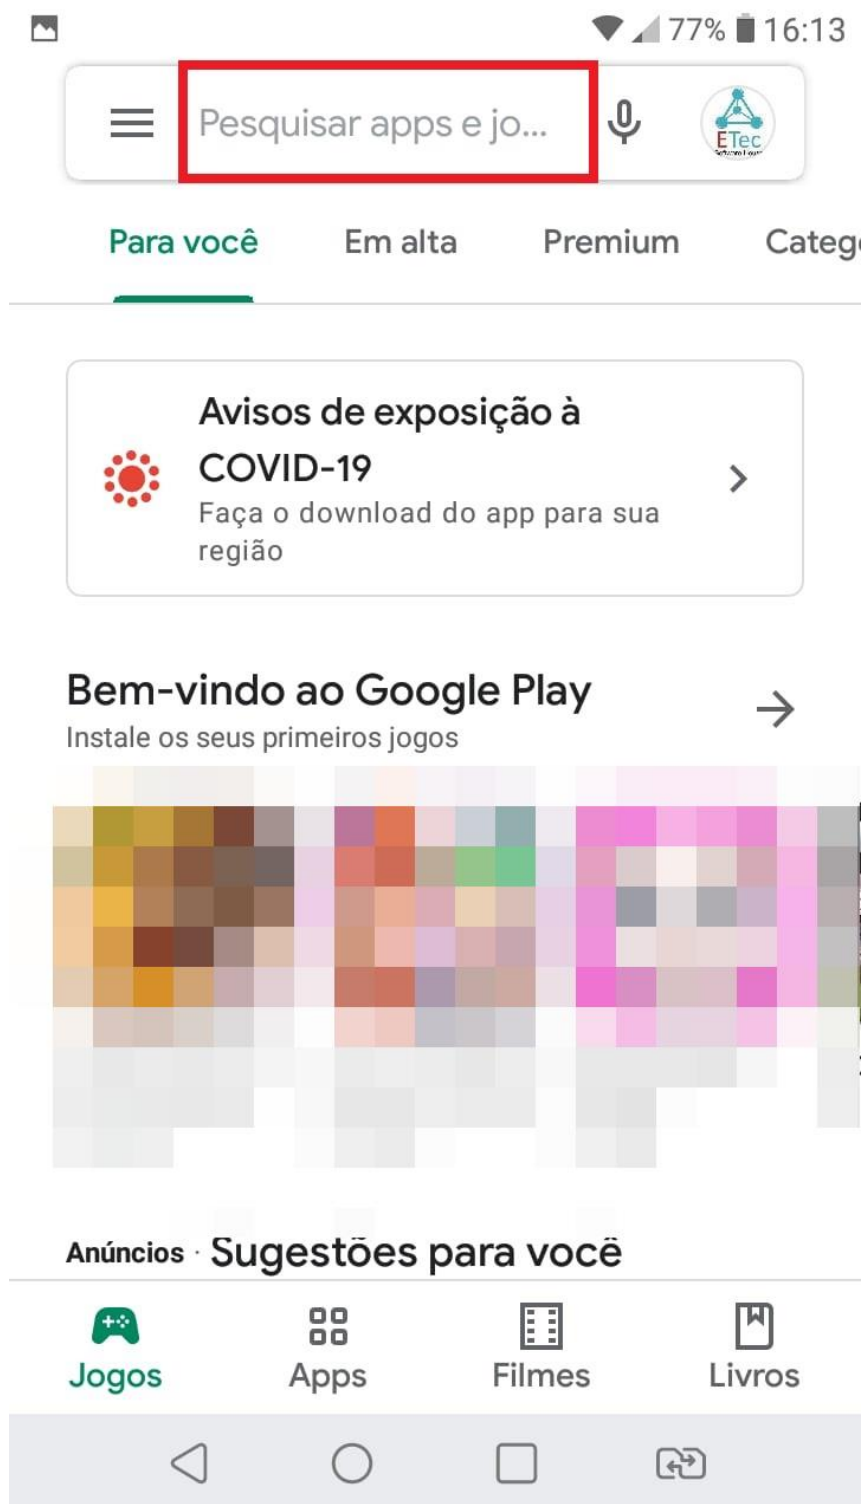 77% 16:13
Pesquisar apps e jo...
ETec
Para você Em alta Premium Catego
Avisos de exposição à
COVID-19
Faça o download do app para sua
região
Bem-vindo ao Google Play
Instale os seus primeiros jogos
Anúncios · Sugestões para você
Jogos Apps Filmes Livros